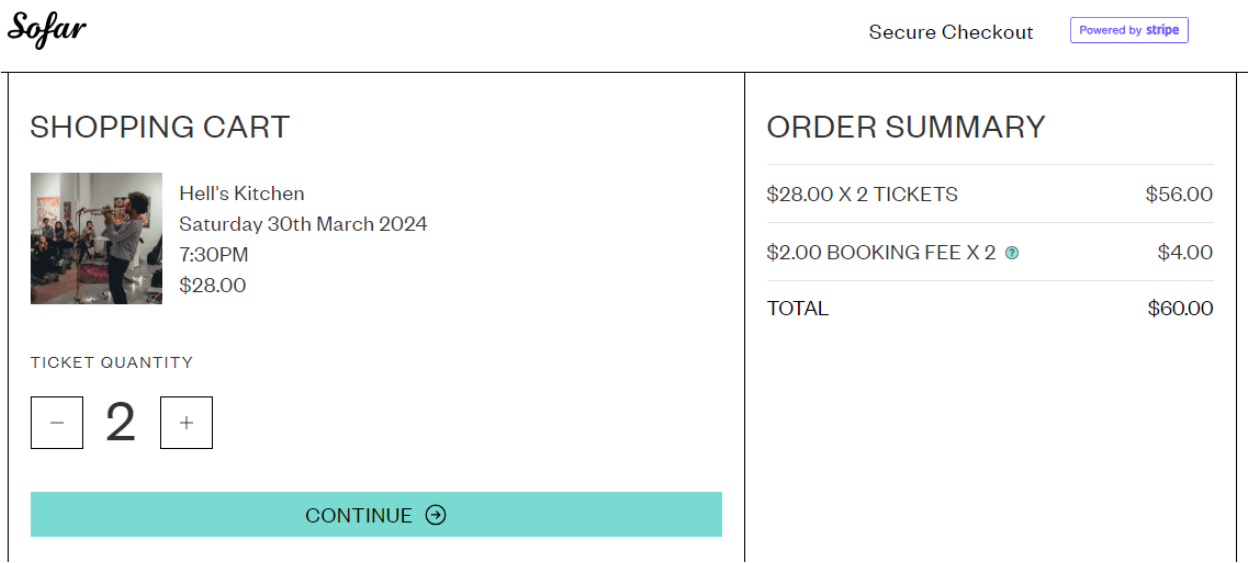 Sofar
Secure Checkout
Powered by stripe
SHOPPING CART
Hell's Kitchen
Saturday 30th March 2024
7:30PM
$28.00
TICKET QUANTITY
− 2 +
CONTINUE
ORDER SUMMARY
$28.00 X 2 TICKETS $56.00
$2.00 BOOKING FEE X 2 ? $4.00
TOTAL $60.00